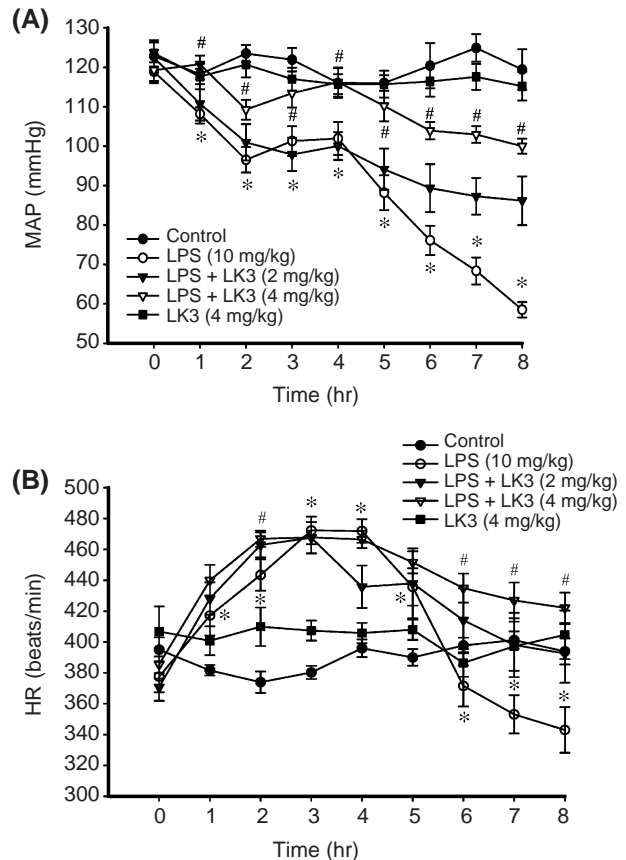 (A)
#
#
130
120
#
110
#
#
#
#
#
100
*
*
*
*
90
*
80
*
*
70
*
60
50
MAP (mmHg)
Control
LPS (10 mg/kg)
LPS + LK3 (2 mg/kg)
LPS + LK3 (4 mg/kg)
LK3 (4 mg/kg)
0 1 2 3 4 5 6 7 8
Time (hr)
(B)
Control
LPS (10 mg/kg)
LPS + LK3 (2 mg/kg)
LPS + LK3 (4 mg/kg)
LK3 (4 mg/kg)
500
480
460
440
420
400
380
360
340
320
300
HR (beats/min)
* *
#
# # #
*
* *
* * *
0 1 2 3 4 5 6 7 8
Time (hr)